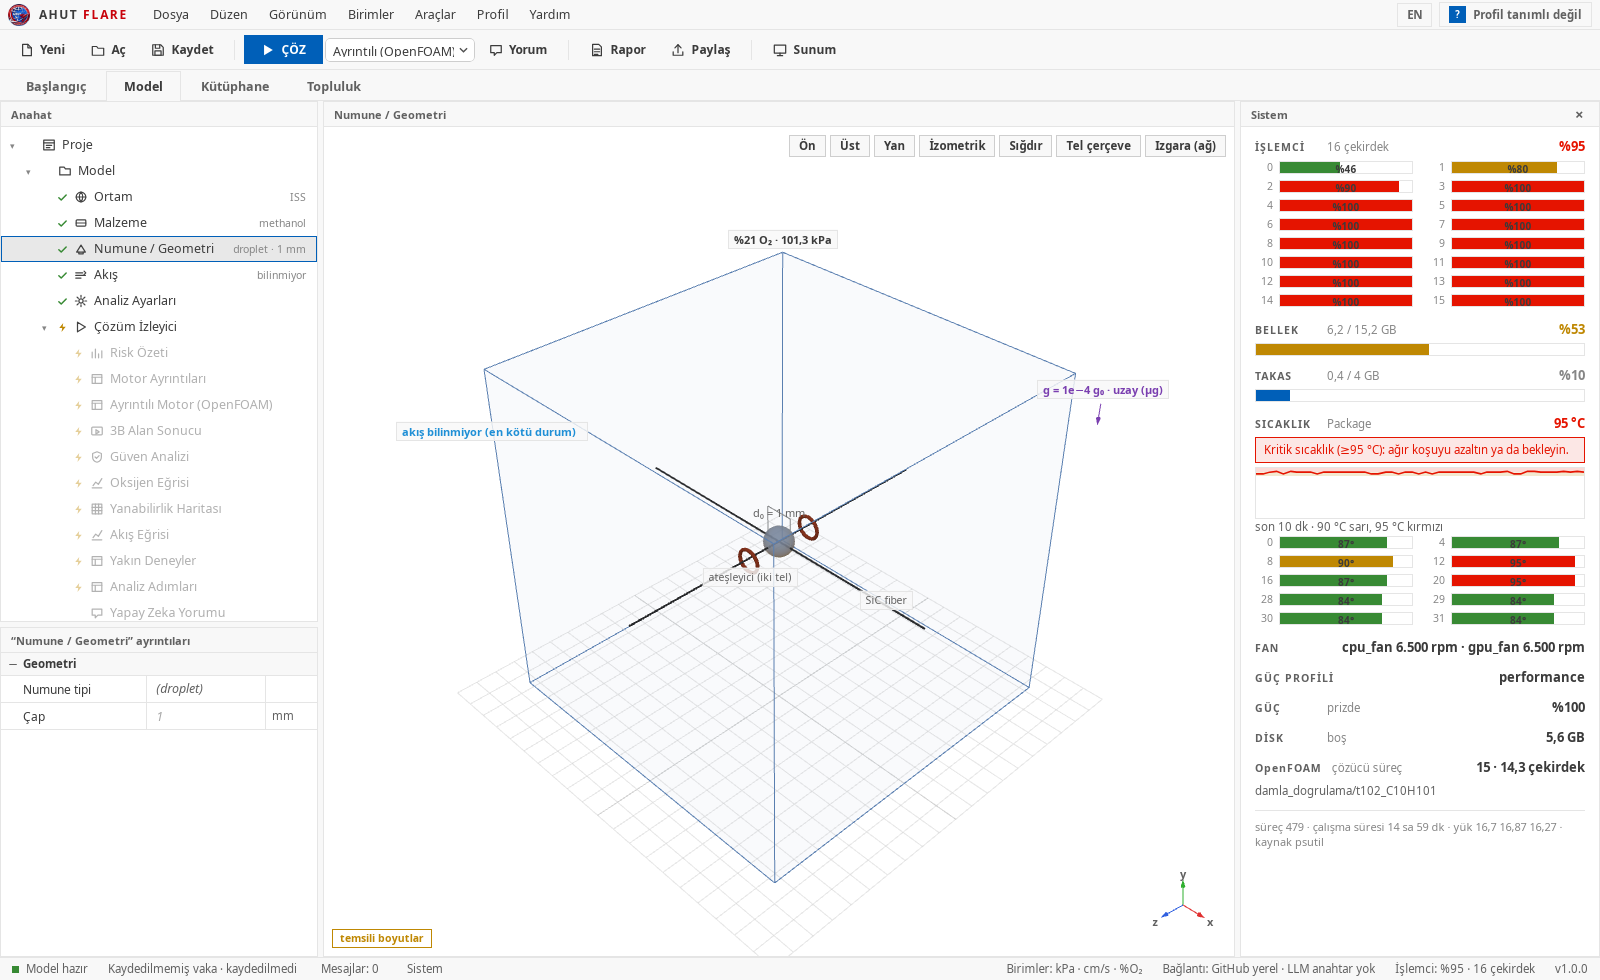 AHUT FLARE Dosya Düzen Görünüm Birimler Araçlar Profil Yardım EN ? Profil tanımlı değil
Yeni Aç Kaydet ÇÖZ Ayrıntılı (OpenFOAM) Yorum Rapor Paylaş Sunum
Başlangıç Model Kütüphane Topluluk
Anahat
Proje
Model
Ortam ISS
Malzeme methanol
Numune / Geometri droplet · 1 mm
Akış bilinmiyor
Analiz Ayarları
Çözüm İzleyici
Risk Özeti
Motor Ayrıntıları
Ayrıntılı Motor (OpenFOAM)
3B Alan Sonucu
Güven Analizi
Oksijen Eğrisi
Yanabilirlik Haritası
Akış Eğrisi
Yakın Deneyler
Analiz Adımları
Yapay Zeka Yorumu
“Numune / Geometri” ayrıntıları
Geometri
Numune tipi (droplet)
Çap 1 mm
Numune / Geometri
Ön Üst Yan İzometrik Sığdır Tel çerçeve Izgara (ağ)
%21 O₂ · 101,3 kPa
g = 1e−4 g₀ · uzay (µg)
akış bilinmiyor (en kötü durum)
d₀ = 1 mm
ateşleyici (iki tel)
SiC fiber
y
z x
temsili boyutlar
Sistem ×
İŞLEMCİ 16 çekirdek %95
0 %46 1 %80
2 %90 3 %100
4 %100 5 %100
6 %100 7 %100
8 %100 9 %100
10 %100 11 %100
12 %100 13 %100
14 %100 15 %100
BELLEK 6,2 / 15,2 GB %53
TAKAS 0,4 / 4 GB %10
SICAKLIK Package 95 °C
Kritik sıcaklık (≥95 °C): ağır koşuyu azaltın ya da bekleyin.
son 10 dk · 90 °C sarı, 95 °C kırmızı
0 87° 4 87°
8 90° 12 95°
16 87° 20 95°
28 84° 29 84°
30 84° 31 84°
FAN cpu_fan 6.500 rpm · gpu_fan 6.500 rpm
GÜÇ PROFİLİ performance
GÜÇ prizde %100
DİSK boş 5,6 GB
OpenFOAM çözücü süreç 15 · 14,3 çekirdek
damla_dogrulama/t102_C10H101
süreç 479 · çalışma süresi 14 sa 59 dk · yük 16,7 16,87 16,27 ·
kaynak psutil
Model hazır Kaydedilmemiş vaka · kaydedilmedi Mesajlar: 0 Sistem Birimler: kPa · cm/s · %O₂ Bağlantı: GitHub yerel · LLM anahtar yok İşlemci: %95 · 16 çekirdek v1.0.0